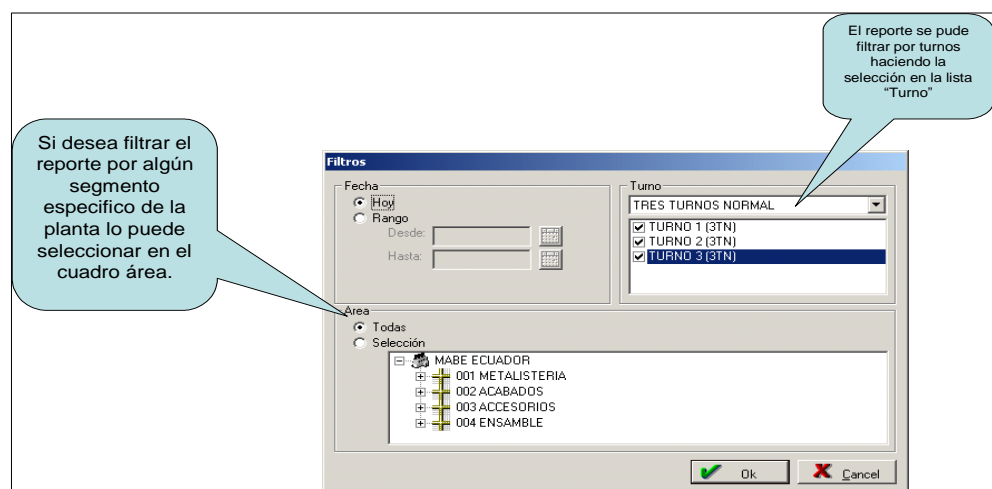 El reporte se pude
filtrar por turnos
haciendo la
selección en la lista
“Turno”
Si desea filtrar el
reporte por algún
segmento
especifico de la
planta lo puede
seleccionar en el
cuadro área.
Filtros
Fecha
Hoy
Rango
Desde:
Hasta:
Turno
TRES TURNOS NORMAL
TURNO 1 (3TN)
TURNO 2 (3TN)
TURNO 3 (3TN)
Area
Todas
Selección
MABE ECUADOR
001 METALISTERIA
002 ACABADOS
003 ACCESORIOS
004 ENSAMBLE
Ok
Cancel